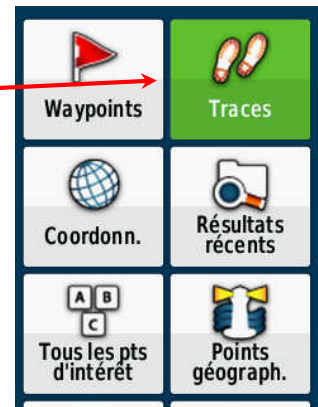 Waypoints
Traces
Coordonn.
Résultats
récents
A B
C
Tous les pts
d'intérêt
Points
géograph.